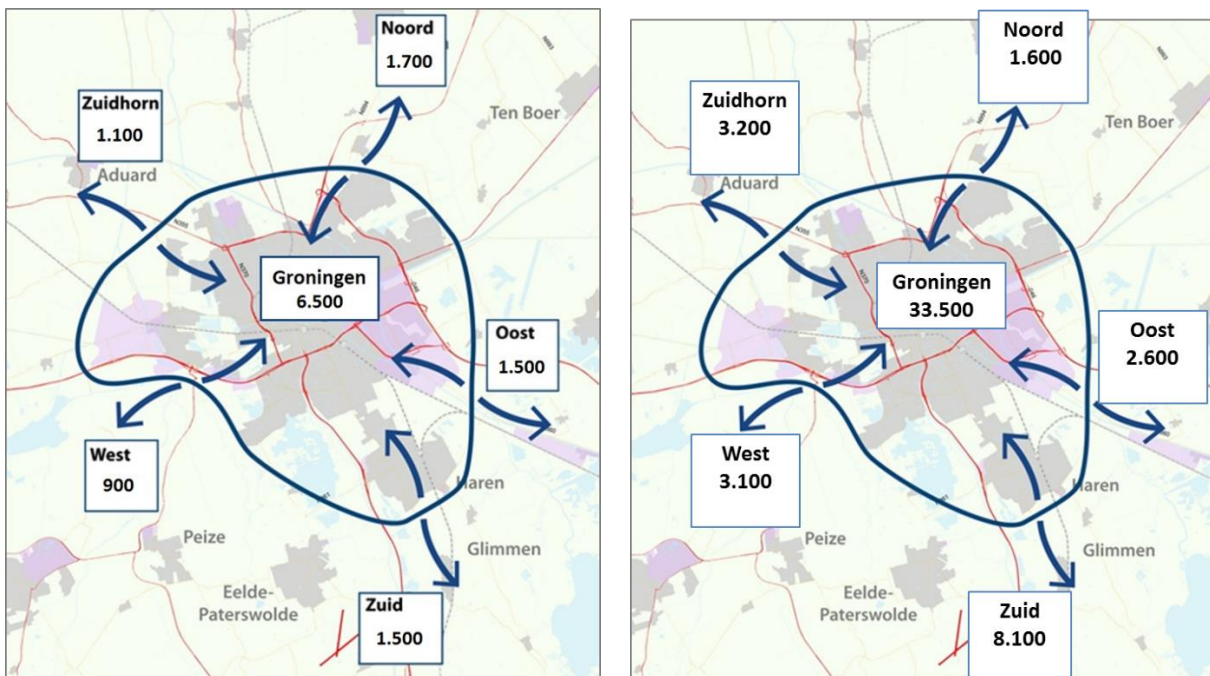 Noord
1.700
Zuidhorn
1.100
Ten Boer
Aduard
N355
Groningen
6.500
Oost
1.500
West
900
Haren
Peize
Glimmen
Eelde-
Paterswolde
Zuid
1.500
Noord
1.600
Zuidhorn
3.200
Ten Boer
Aduard
N355
Groningen
33.500
Oost
2.600
West
3.100
Haren
Peize
Glimmen
Eelde-
Paterswolde
Zuid
8.100